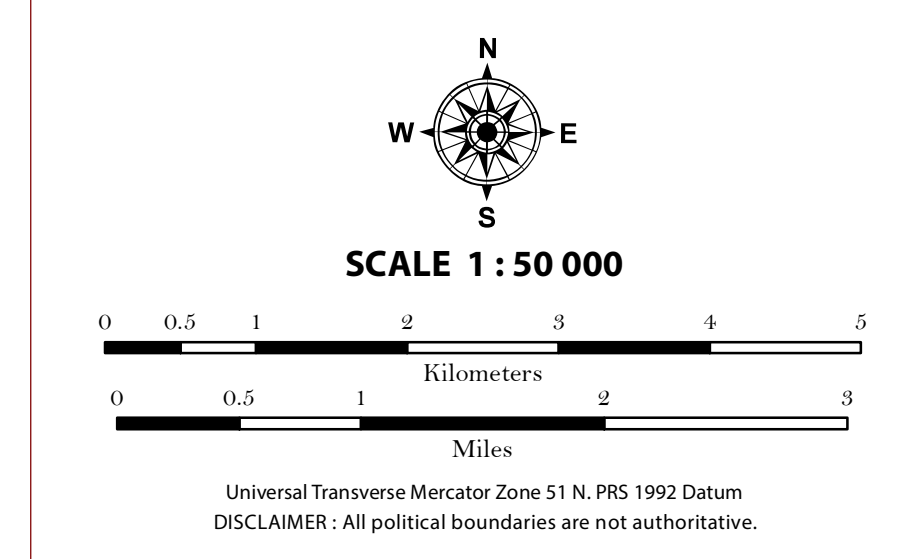 N
W E
S
SCALE 1 : 50 000
0 0.5 1 2 3 4 5
Kilometers
0 0.5 1 2 3
Miles
Universal Transverse Mercator Zone 51 N. PRS 1992 Datum
DISCLAIMER : All political boundaries are not authoritative.